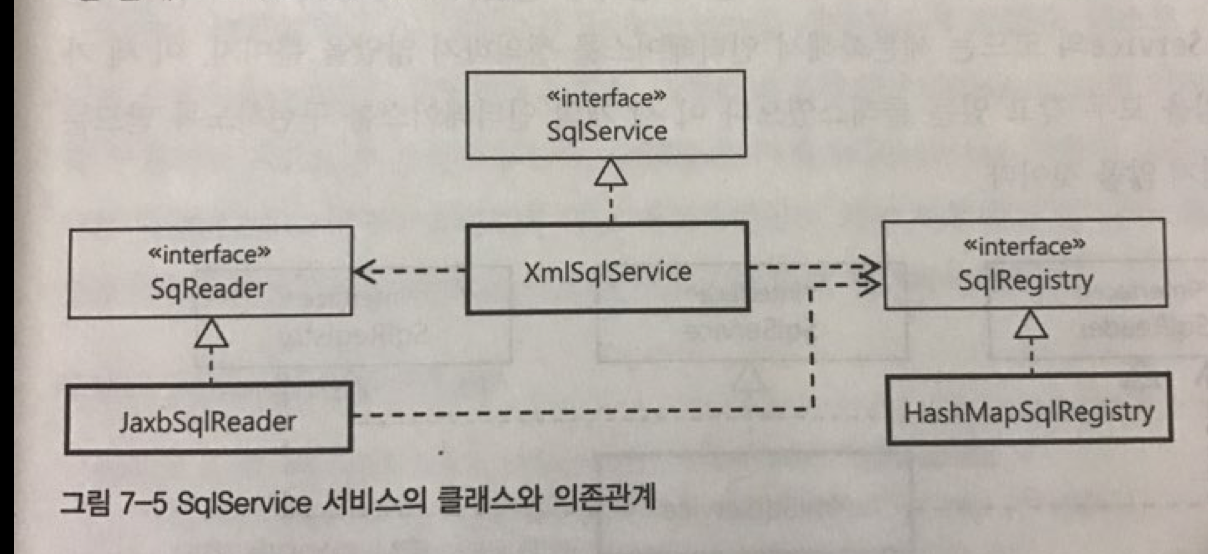 «interface»
SqlService
«interface»
SqReader
XmlSqlService
«interface»
SqlRegistry
JaxbSqlReader
HashMapSqlRegistry
그림 7-5 SqlService 서비스의 클래스와 의존관계